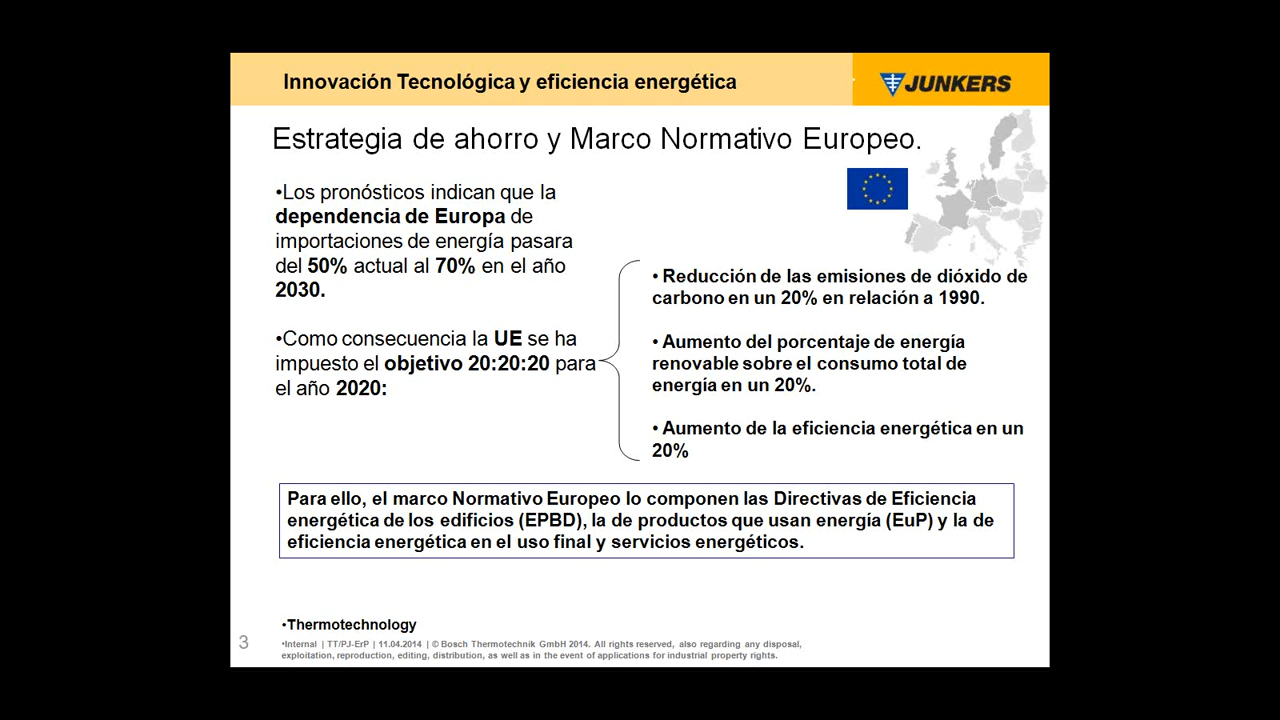 Innovación Tecnológica y eficiencia energética
JUNKERS
Estrategia de ahorro y Marco Normativo Europeo.
•Los pronósticos indican que la
dependencia de Europa de
importaciones de energía pasara
del 50% actual al 70% en el año
2030.
•Como consecuencia la UE se ha
impuesto el objetivo 20:20:20 para
el año 2020:
• Reducción de las emisiones de dióxido de
carbono en un 20% en relación a 1990.
• Aumento del porcentaje de energía
renovable sobre el consumo total de
energía en un 20%.
• Aumento de la eficiencia energética en un
20%
Para ello, el marco Normativo Europeo lo componen las Directivas de Eficiencia
energética de los edificios (EPBD), la de productos que usan energía (EuP) y la de
eficiencia energética en el uso final y servicios energéticos.
•Thermotechnology
3
•Internal | TT/PJ-ErP | 11.04.2014 | © Bosch Thermotechnik GmbH 2014. All rights reserved, also regarding any disposal,
exploitation, reproduction, editing, distribution, as well as in the event of applications for industrial property rights.